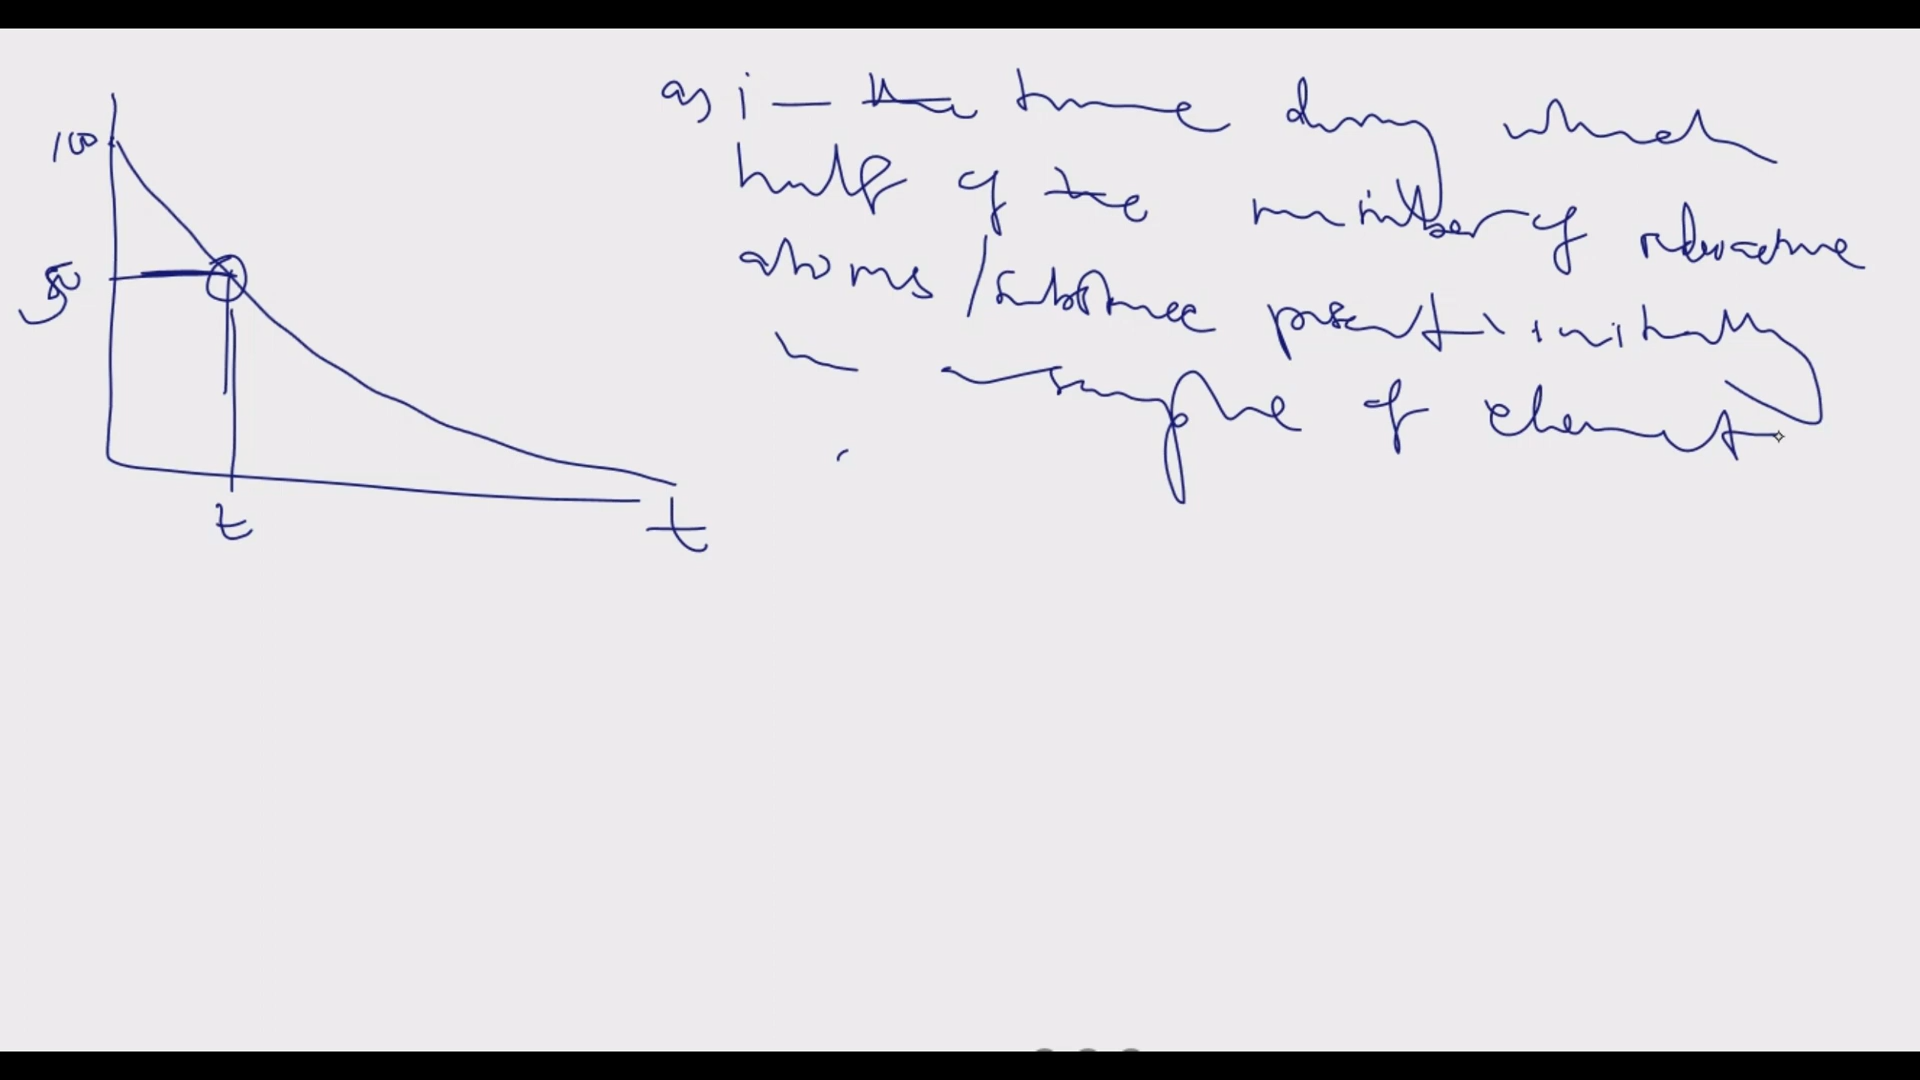 100
50
t
t
as i — the time during which
half of the number of radioactive
atoms / substance present initially
in a sample of element